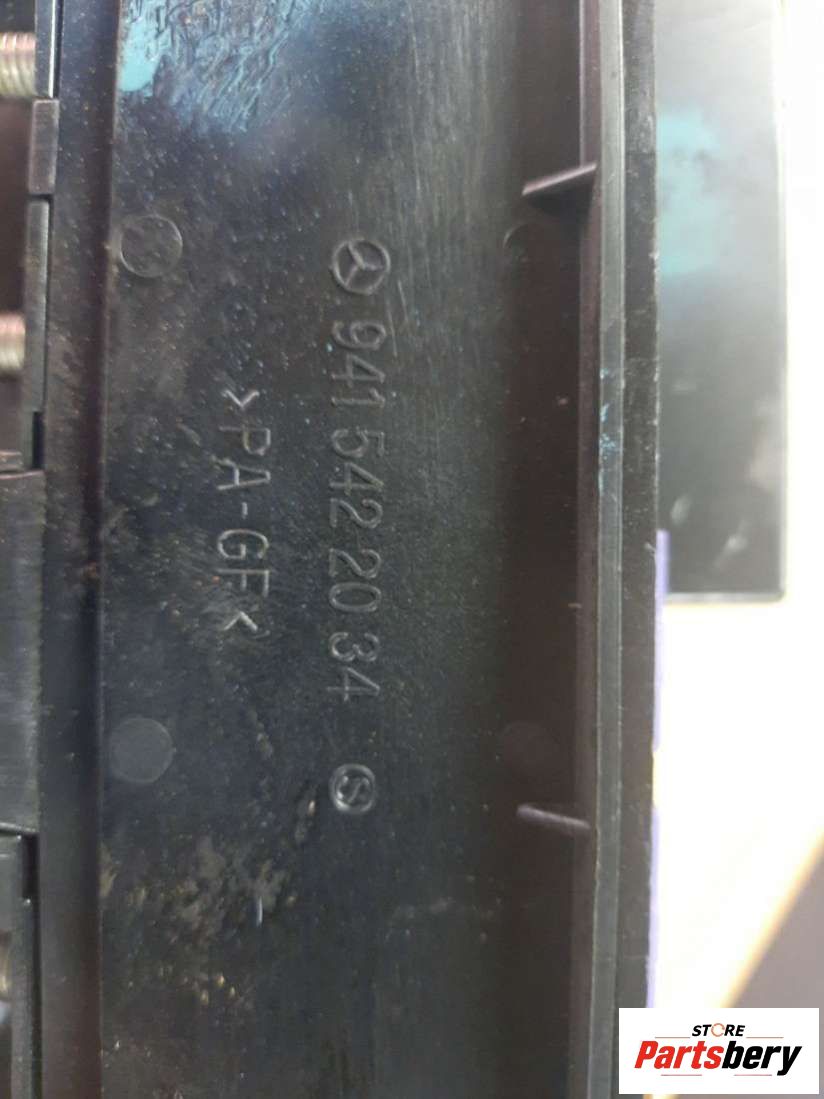 941 542 20 34 S
>PA-GF<
STORE
Partsbery